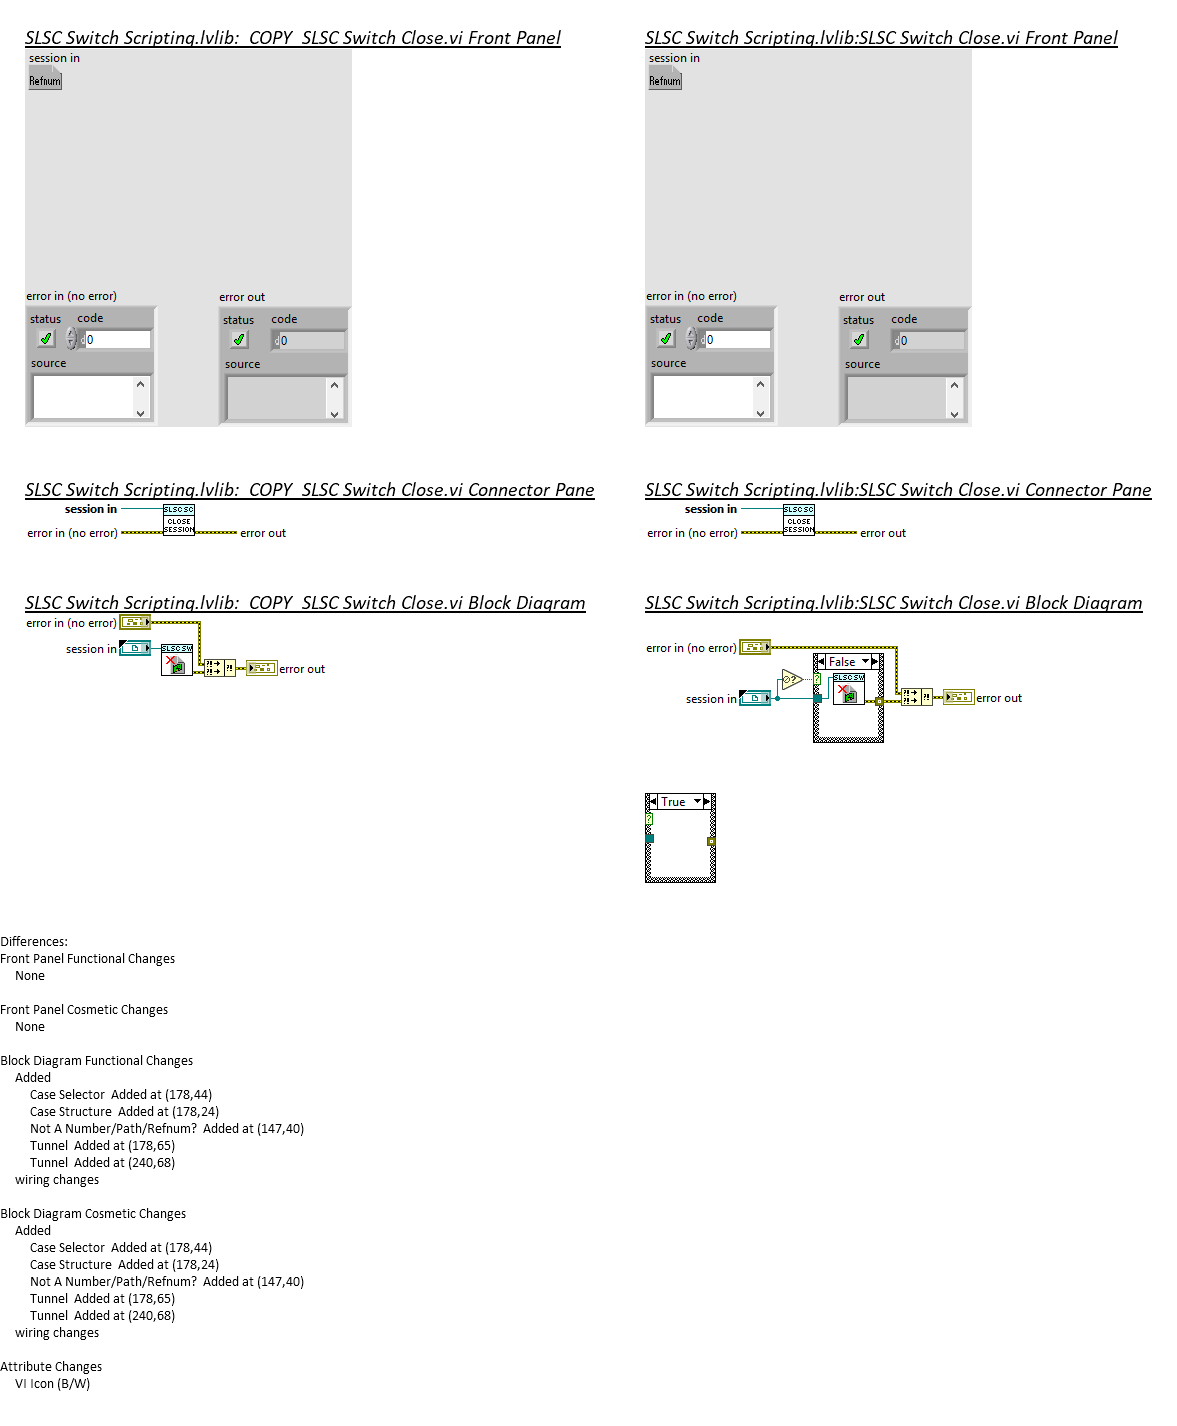 SLSC Switch Scripting.lvlib:  COPY  SLSC Switch Close.vi Front Panel
session in
Refnum
error in (no error)
status
code
d 0
source
error out
status
code
d 0
source
SLSC Switch Scripting.lvlib:SLSC Switch Close.vi Front Panel
session in
Refnum
error in (no error)
status
code
d 0
source
error out
status
code
d 0
source
SLSC Switch Scripting.lvlib:  COPY  SLSC Switch Close.vi Connector Pane
session in
SLSC SC
CLOSE
SESSION
error in (no error)
error out
SLSC Switch Scripting.lvlib:SLSC Switch Close.vi Connector Pane
session in
SLSC SC
CLOSE
SESSION
error in (no error)
error out
SLSC Switch Scripting.lvlib:  COPY  SLSC Switch Close.vi Block Diagram
error in (no error)
session in
SLSC SW
?!
?!
?!
error out
SLSC Switch Scripting.lvlib:SLSC Switch Close.vi Block Diagram
error in (no error)
False
?
?
SLSC SW
session in
?!
?!
?!
error out
True
?
Differences:
Front Panel Functional Changes
None
Front Panel Cosmetic Changes
None
Block Diagram Functional Changes
Added
Case Selector  Added at (178,44)
Case Structure  Added at (178,24)
Not A Number/Path/Refnum?  Added at (147,40)
Tunnel  Added at (178,65)
Tunnel  Added at (240,68)
wiring changes
Block Diagram Cosmetic Changes
Added
Case Selector  Added at (178,44)
Case Structure  Added at (178,24)
Not A Number/Path/Refnum?  Added at (147,40)
Tunnel  Added at (178,65)
Tunnel  Added at (240,68)
wiring changes
Attribute Changes
VI Icon (B/W)